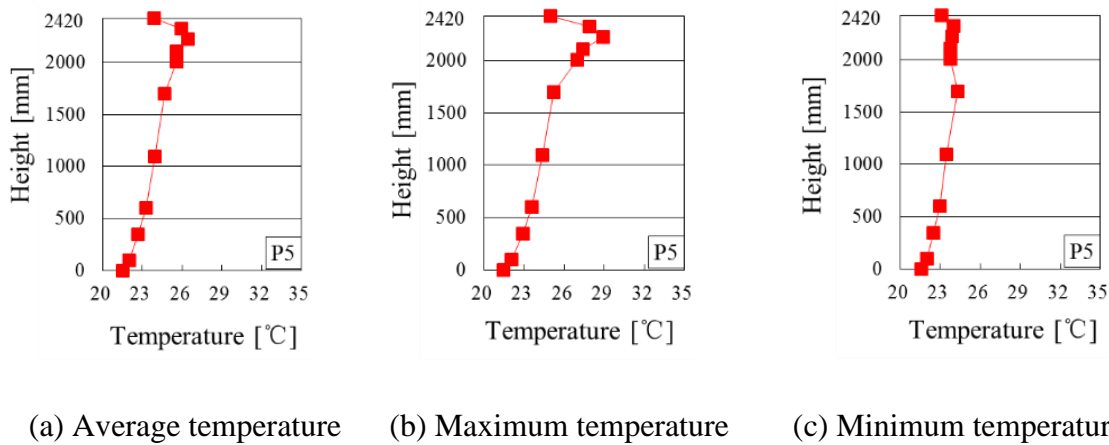 2420
2000
1500
1000
500
0
Height [mm]
P5
20 23 26 29 32 35
Temperature [℃]
(a) Average temperature
2420
2000
1500
1000
500
0
Height [mm]
P5
20 23 26 29 32 35
Temperature [℃]
(b) Maximum temperature
2420
2000
1500
1000
500
0
Height [mm]
P5
20 23 26 29 32 35
Temperature [℃]
(c) Minimum temperatur